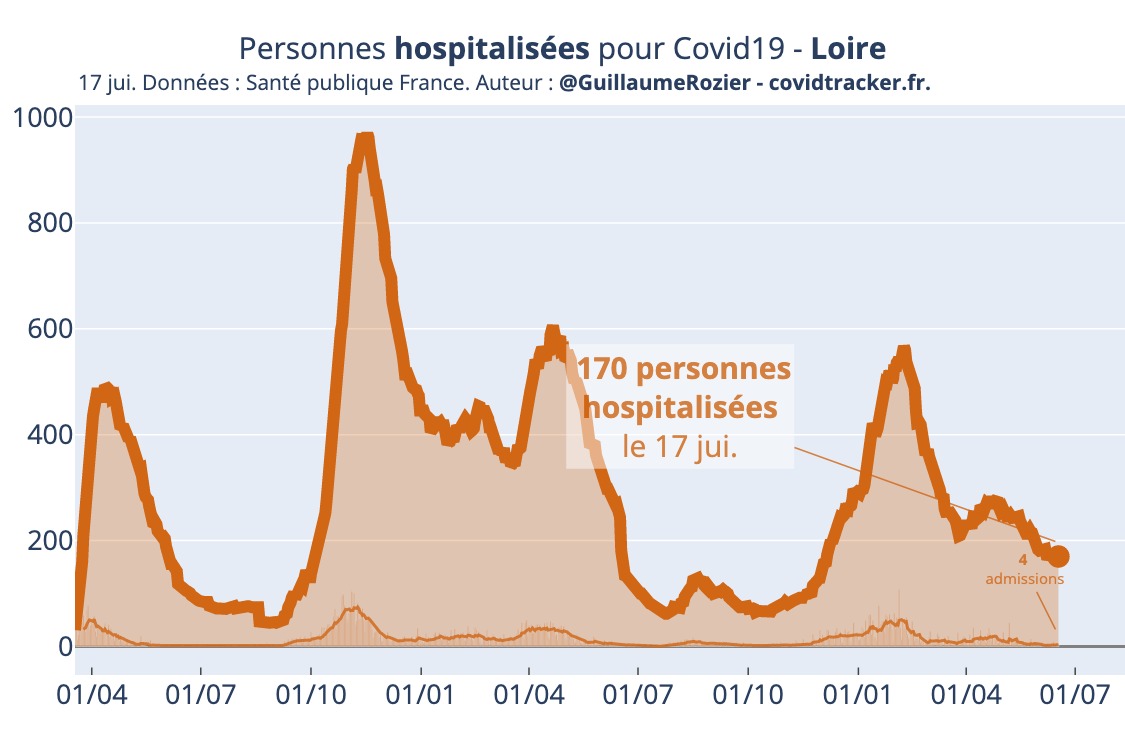 Personnes hospitalisées pour Covid19 - Loire
17 jui. Données : Santé publique France. Auteur : @GuillaumeRozier - covidtracker.fr.
1000
800
600
400
200
0
170 personnes
hospitalisées
le 17 jui.
4
admissions
01/04 01/07 01/10 01/01 01/04 01/07 01/10 01/01 01/04 01/07